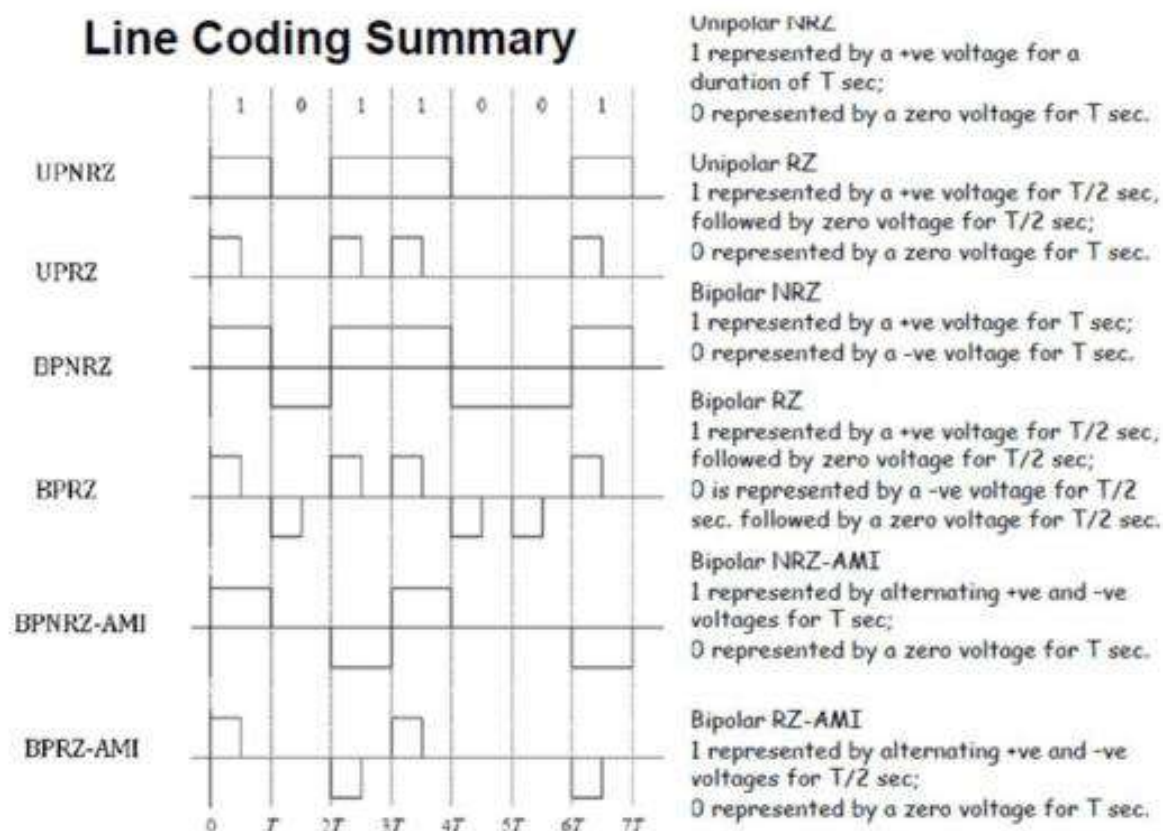 Line Coding Summary
1 0 1 1 0 0 1
UPNRZ
UPRZ
BPNRZ
BPRZ
BPNRZ-AMI
BPRZ-AMI
0 T 2T 3T 4T 5T 6T 7T
Unipolar NRZ
1 represented by a +ve voltage for a
duration of T sec;
0 represented by a zero voltage for T sec.
Unipolar RZ
1 represented by a +ve voltage for T/2 sec,
followed by zero voltage for T/2 sec;
0 represented by a zero voltage for T sec.
Bipolar NRZ
1 represented by a +ve voltage for T sec;
0 represented by a -ve voltage for T sec.
Bipolar RZ
1 represented by a +ve voltage for T/2 sec,
followed by zero voltage for T/2 sec;
0 is represented by a -ve voltage for T/2
sec. followed by a zero voltage for T/2 sec.
Bipolar NRZ-AMI
1 represented by alternating +ve and -ve
voltages for T sec;
0 represented by a zero voltage for T sec.
Bipolar RZ-AMI
1 represented by alternating +ve and -ve
voltages for T/2 sec;
0 represented by a zero voltage for T sec.